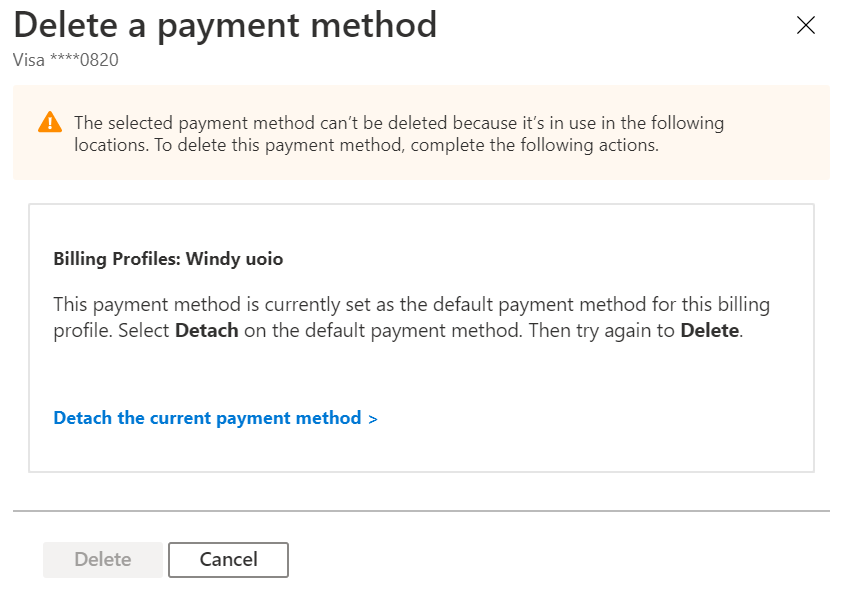 Delete a payment method
Visa ****0820
The selected payment method can't be deleted because it's in use in the following
locations. To delete this payment method, complete the following actions.
Billing Profiles: Windy uoio
This payment method is currently set as the default payment method for this billing
profile. Select Detach on the default payment method. Then try again to Delete.
Detach the current payment method >
Delete Cancel